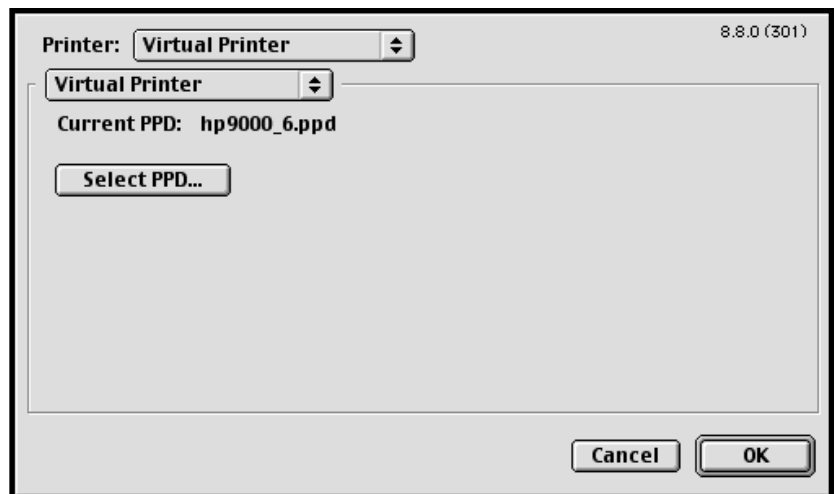 8.8.0 (301)
Printer: Virtual Printer
Virtual Printer
Current PPD: hp9000_6.ppd
Select PPD...
Cancel OK